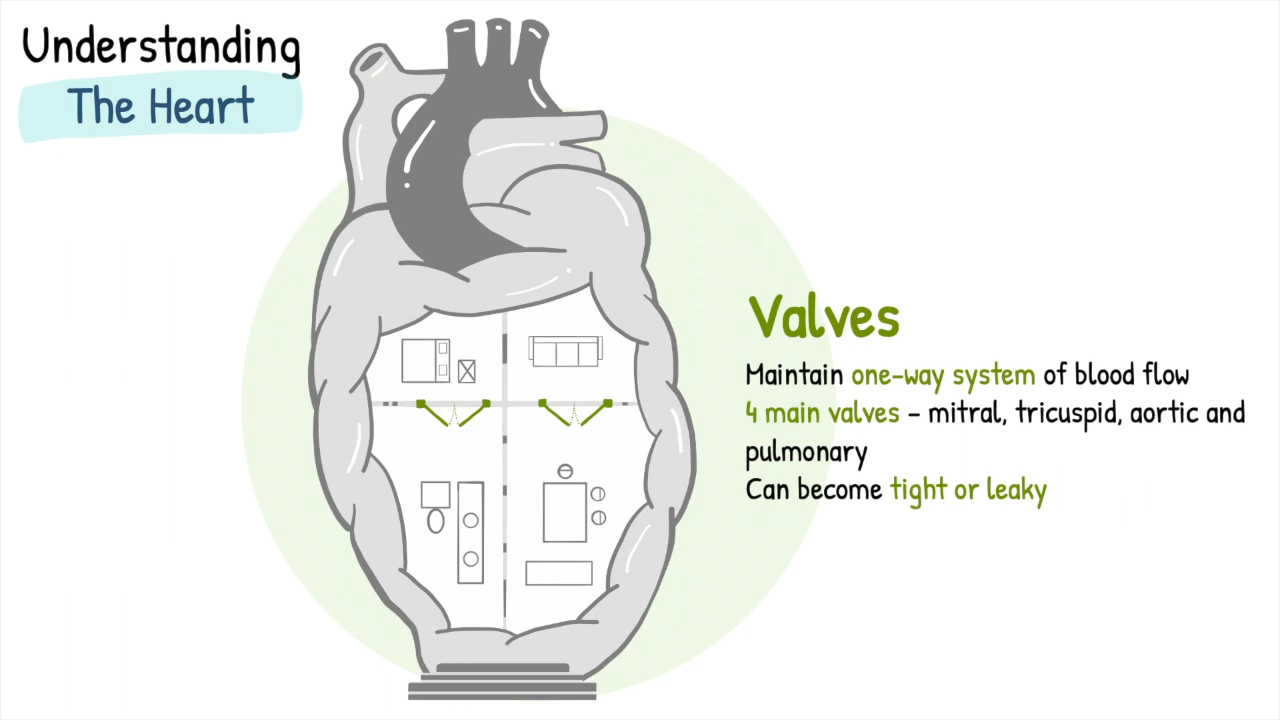 Understanding
The Heart
Valves
Maintain one-way system of blood flow
4 main valves – mitral, tricuspid, aortic and
pulmonary
Can become tight or leaky